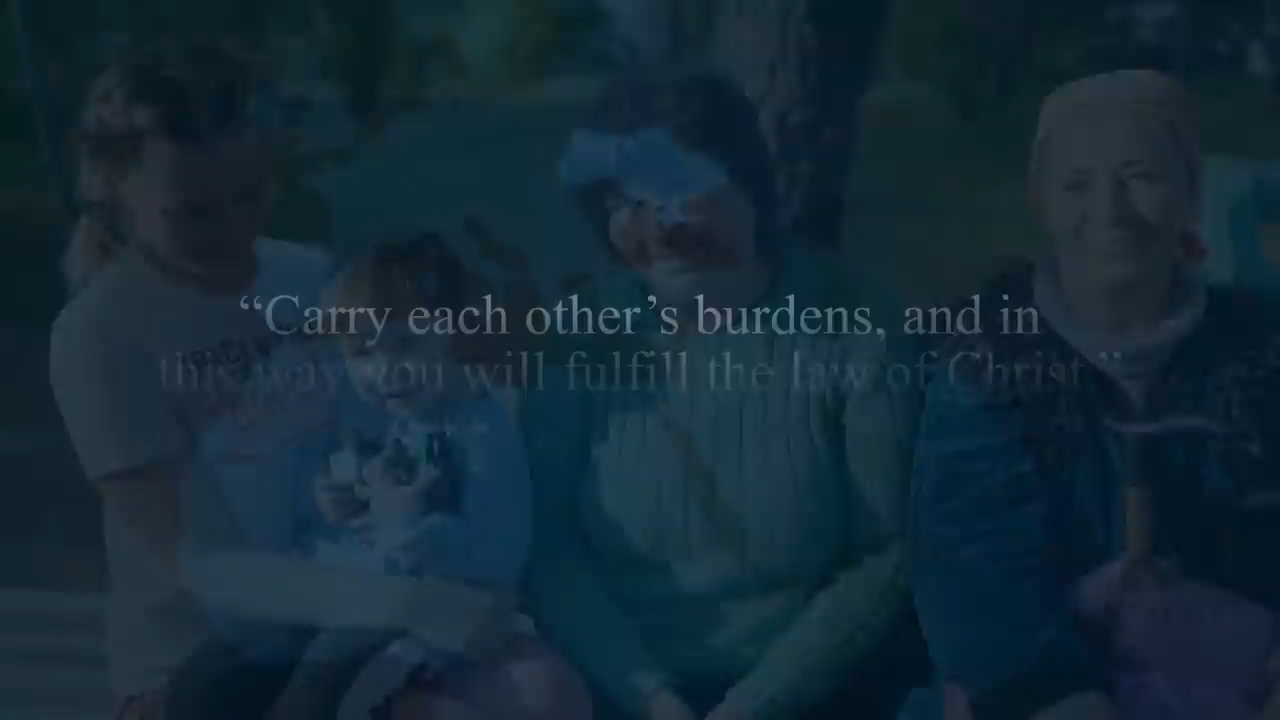 “Carry each other’s burdens, and in
this way you will fulfill the law of Christ.”